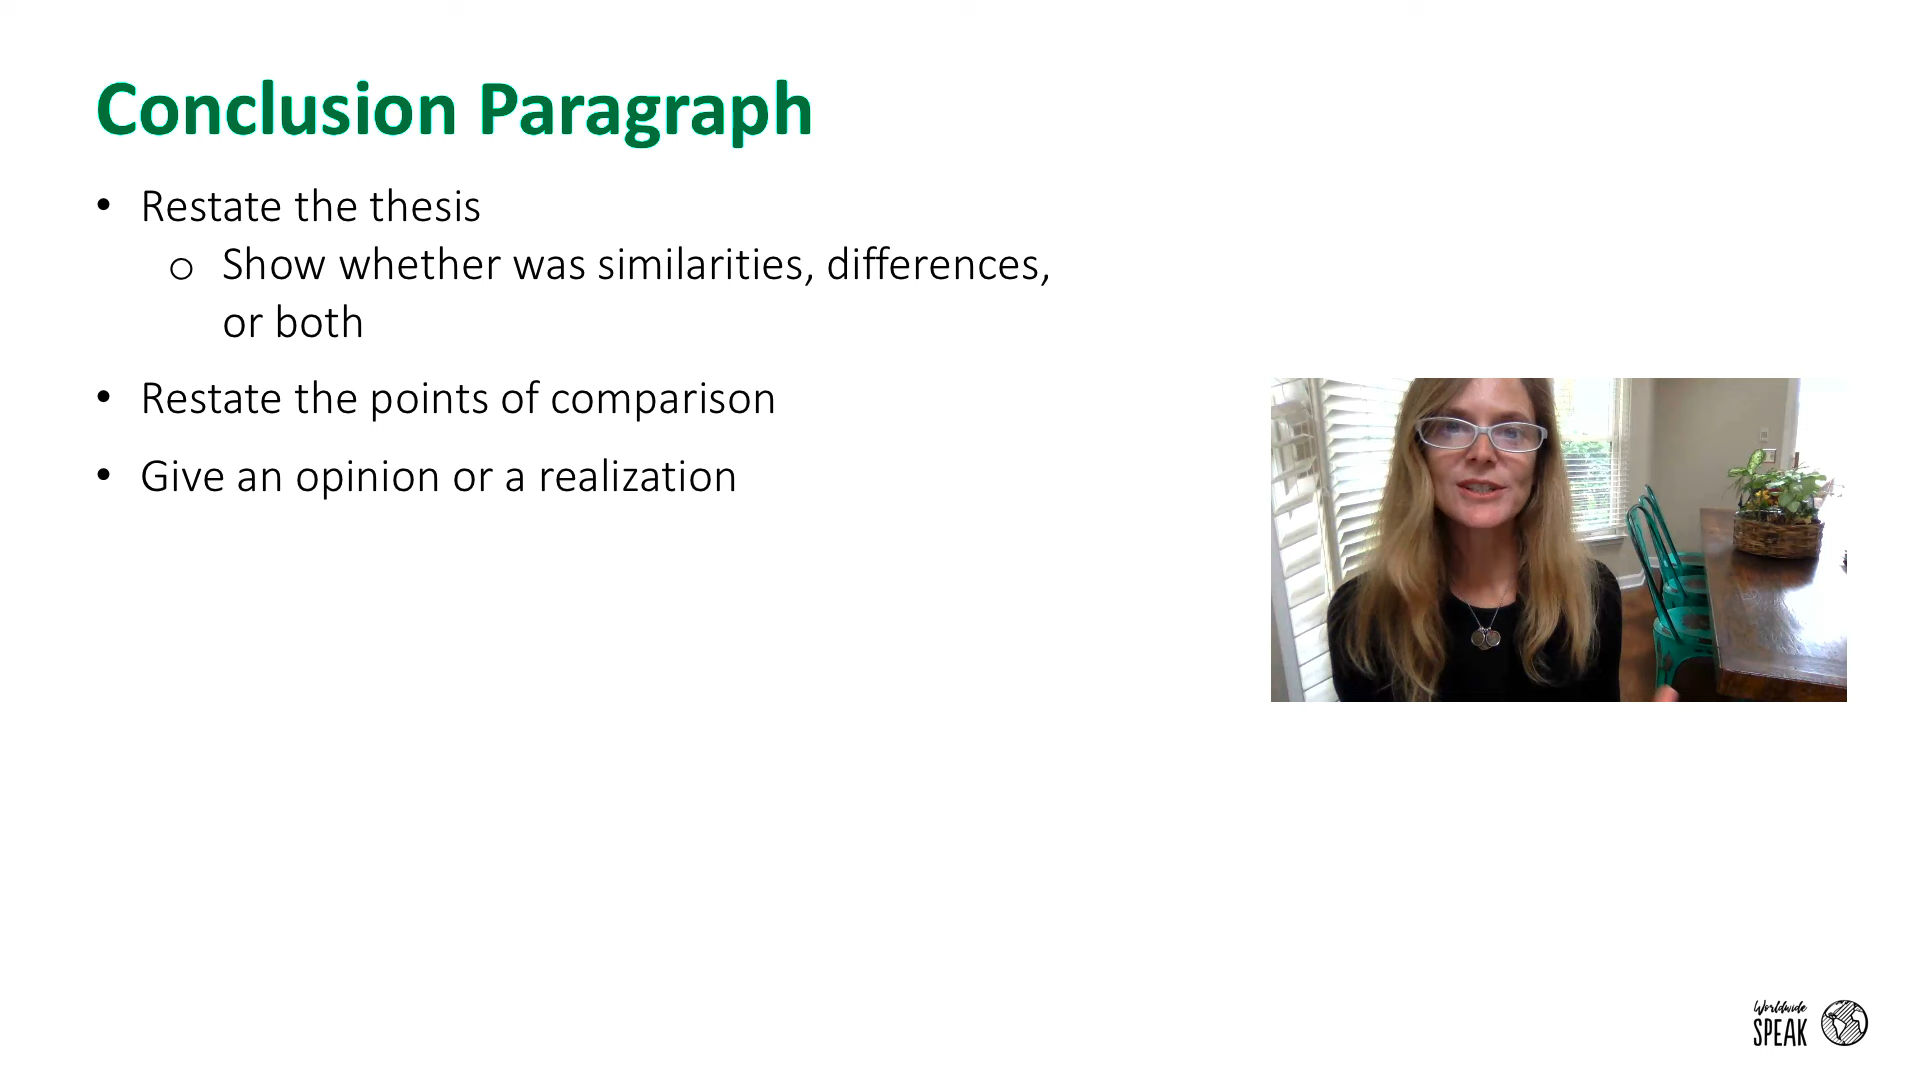 Conclusion Paragraph
• Restate the thesis
o Show whether was similarities, differences,
or both
• Restate the points of comparison
• Give an opinion or a realization
Worldwide
SPEAK